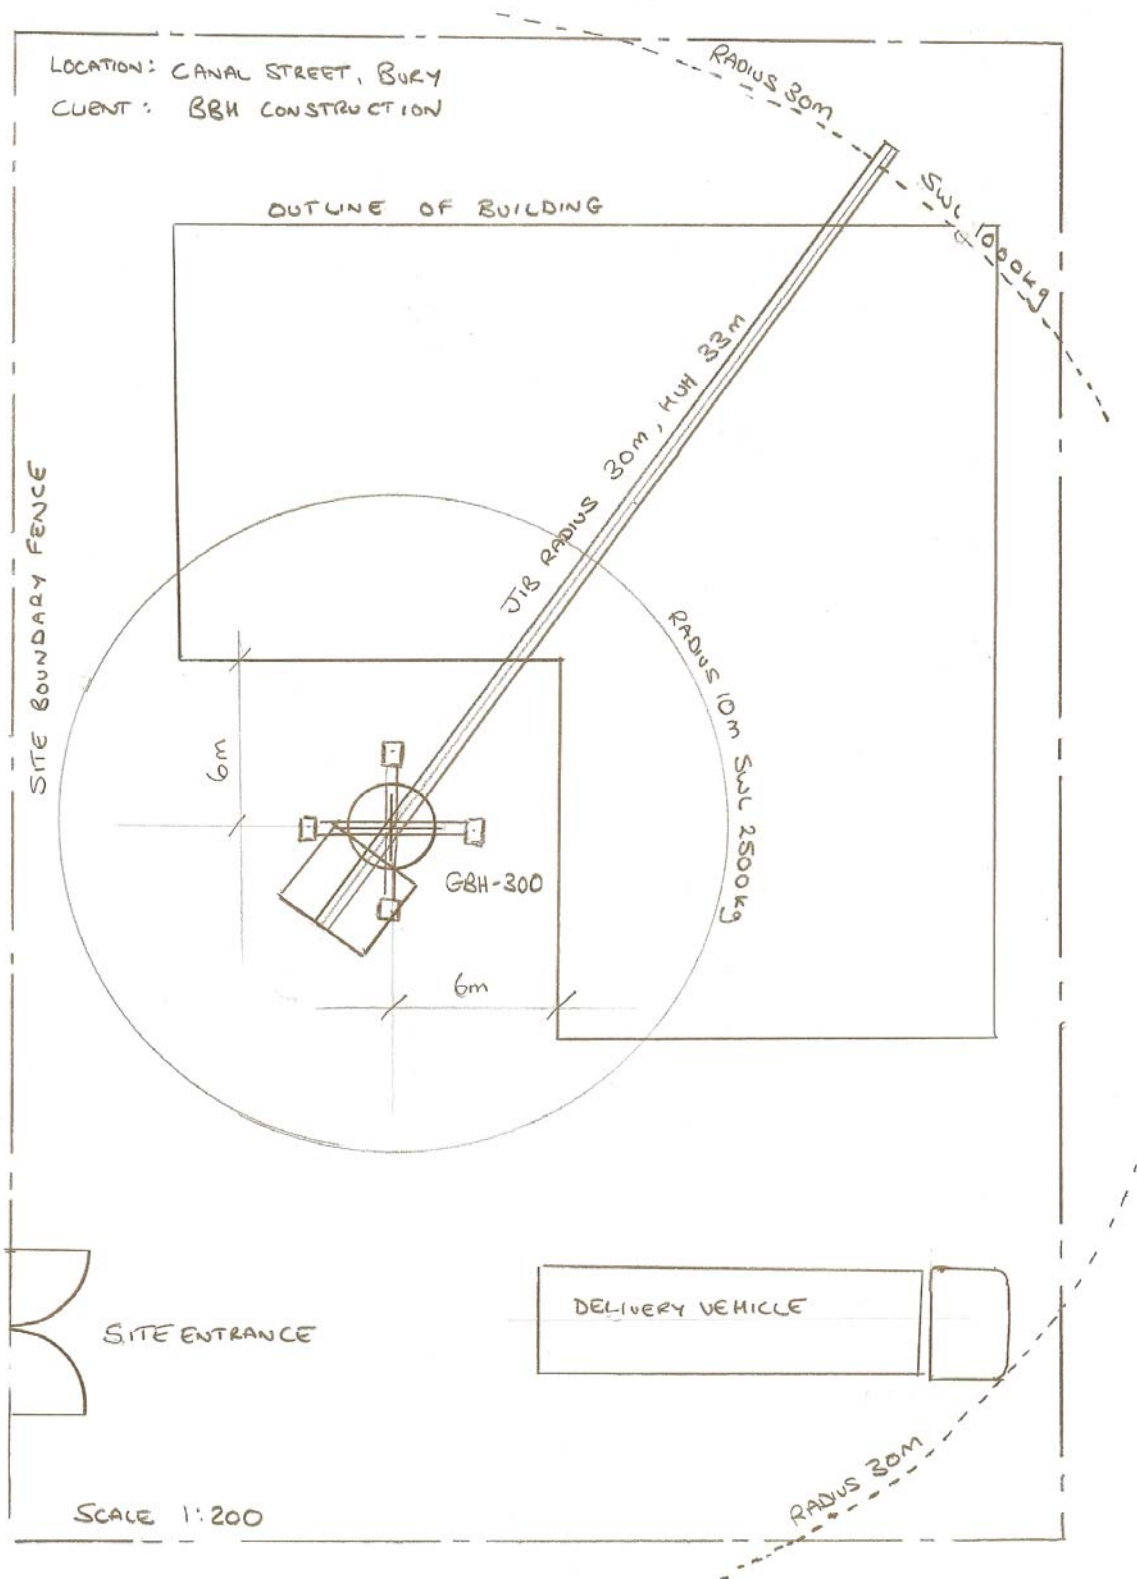 LOCATION: CANAL STREET, BURY
CLIENT: BBH CONSTRUCTION
RADIUS 30m
SWL 1000kg
OUTLINE OF BUILDING
JIB RADIUS 30m, HUH 33m
SITE BOUNDARY FENCE
RADIUS 10m SWL 2500kg
6m
GBH-300
6m
DELIVERY VEHICLE
SITE ENTRANCE
RADIUS 30M
SCALE 1:200